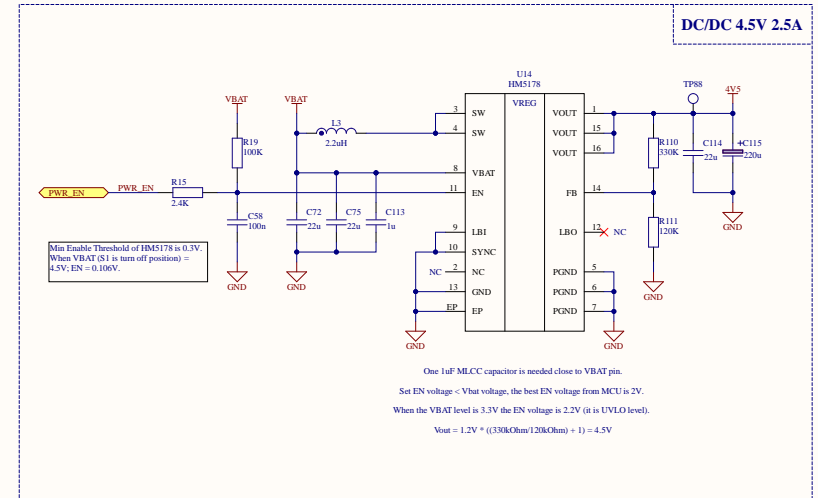 DC/DC 4.5V 2.5A
U14
HM5178
VREG
VBAT
VBAT
TP88
4V5
3 SW
4 SW
8 VBAT
11 EN
9 LBI
10 SYNC
NC 2 NC
13 GND
EP EP
VOUT 1
VOUT 15
VOUT 16
FB 14
LBO 12 NC
PGND 5
PGND 6
PGND 7
L3
2.2uH
R19
100K
R110
330K
C114
22u
+C115
220u
PWR_EN
PWR_EN
R15
2.4K
C58
100n
C72
22u
C75
22u
C113
1u
R111
120K
GND
GND
GND
GND
GND
GND
Min Enable Threshold of HM5178 is 0.3V.
When VBAT (S1 is turn off position) =
4.5V; EN = 0.106V.
One 1uF MLCC capacitor is needed close to VBAT pin.
Set EN voltage < Vbat voltage, the best EN voltage from MCU is 2V.
When the VBAT level is 3.3V the EN voltage is 2.2V (it is UVLO level).
Vout = 1.2V * ((330kOhm/120kOhm) + 1) = 4.5V